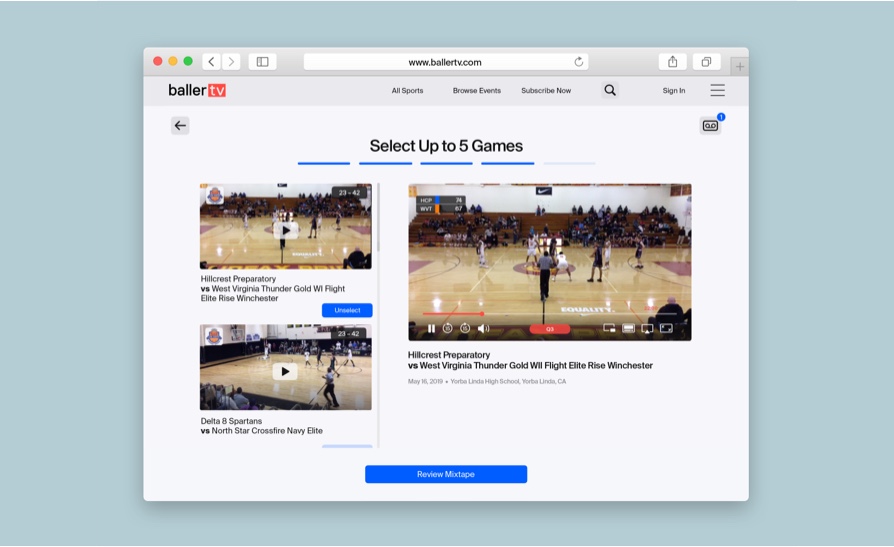 www.ballertv.com
ballertv
All Sports
Browse Events
Subscribe Now
Sign In
1
Select Up to 5 Games
23 - 42
Hillcrest Preparatory
vs West Virginia Thunder Gold WI Flight
Elite Rise Winchester
Unselect
23 - 42
Delta 8 Spartans
vs North Star Crossfire Navy Elite
HCP 74
WVT 67
EQUALITY.
Q3
Hillcrest Preparatory
vs West Virginia Thunder Gold WII Flight Elite Rise Winchester
May 16, 2019 • Yorba Linda High School, Yorba Linda, CA
Review Mixtape